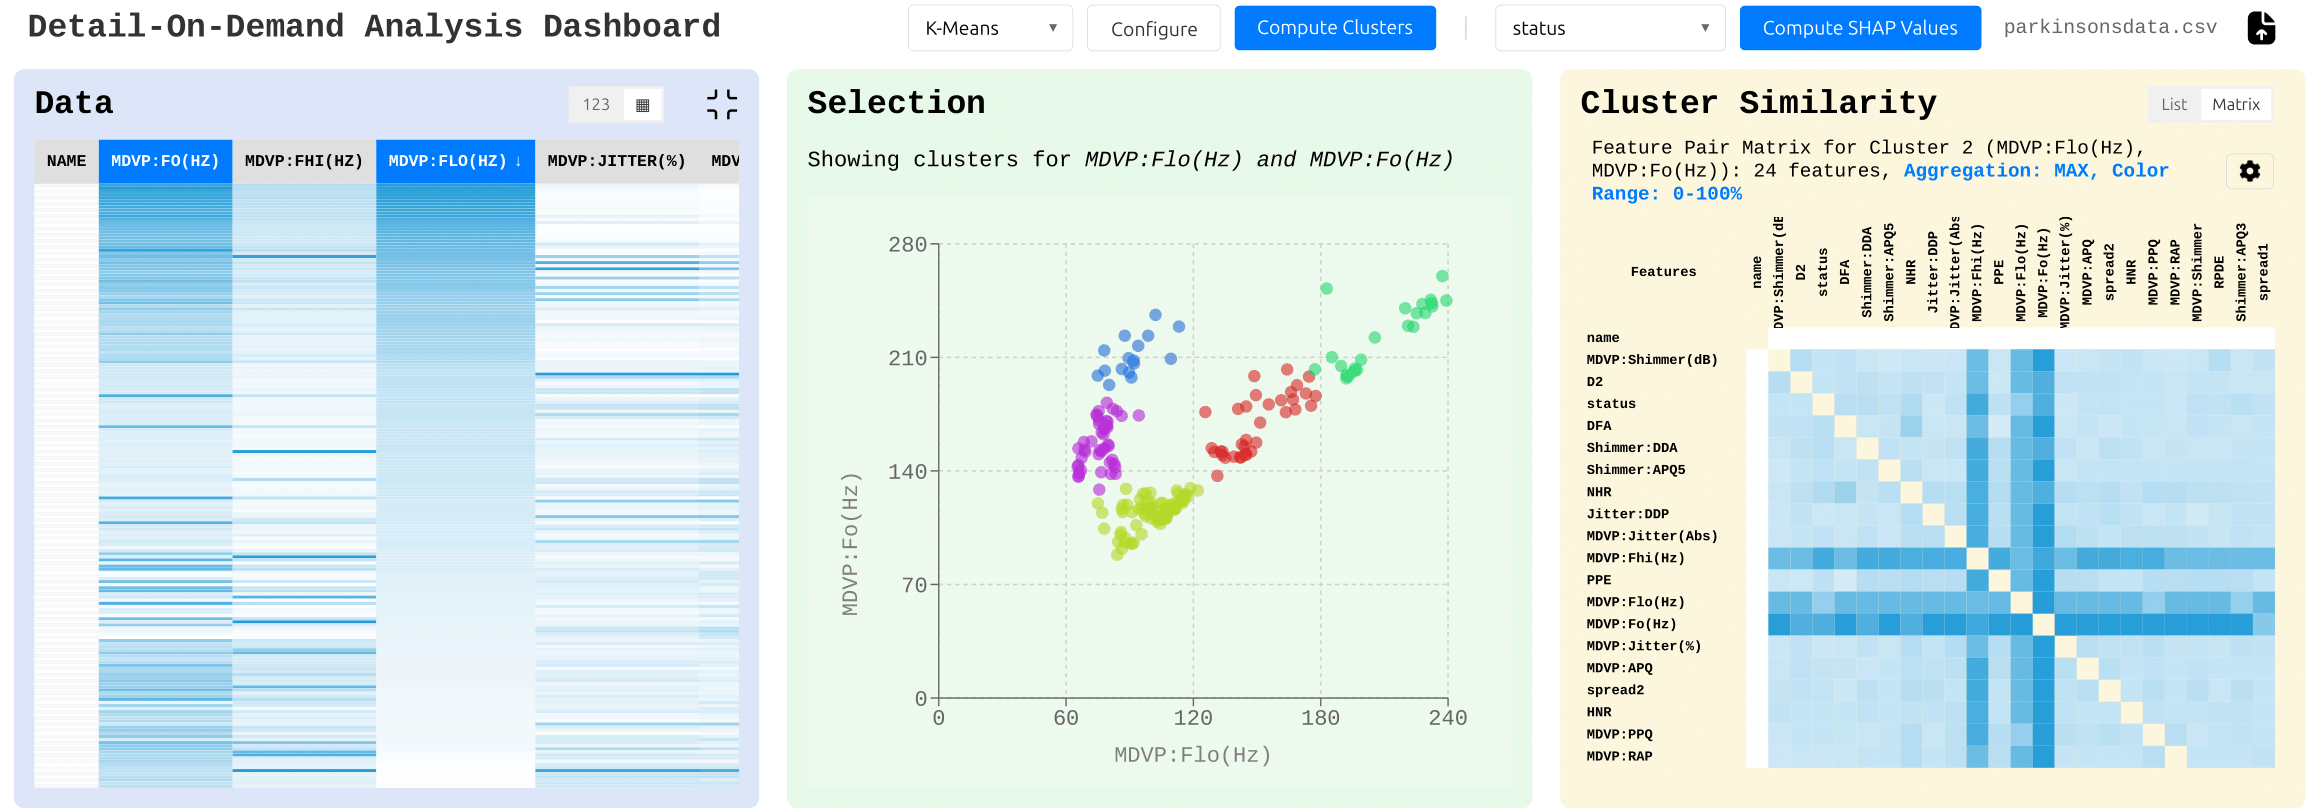 Detail-On-Demand Analysis Dashboard
K-Means ▼
Configure
Compute Clusters
status ▼
Compute SHAP Values
parkinsonsdata.csv
Data
123
NAME MDVP:FO(HZ) MDVP:FHI(HZ) MDVP:FLO(HZ) ↓ MDVP:JITTER(%) MDV
Selection
Showing clusters for MDVP:Flo(Hz) and MDVP:Fo(Hz)
280
210
140
70
0
0 60 120 180 240
MDVP:Fo(Hz)
MDVP:Flo(Hz)
Cluster Similarity
List Matrix
Feature Pair Matrix for Cluster 2 (MDVP:Flo(Hz),
MDVP:Fo(Hz)): 24 features, Aggregation: MAX, Color
Range: 0-100%
Features
name
DVP:Shimmer(dB
D2
status
DFA
Shimmer:DDA
Shimmer:APQ5
NHR
Jitter:DDP
DVP:Jitter(Abs
MDVP:Fhi(Hz)
PPE
MDVP:Flo(Hz)
MDVP:Fo(Hz)
MDVP:Jitter(%)
MDVP:APQ
spread2
HNR
MDVP:PPQ
MDVP:RAP
MDVP:Shimmer
RPDE
Shimmer:APQ3
spread1
name
MDVP:Shimmer(dB)
D2
status
DFA
Shimmer:DDA
Shimmer:APQ5
NHR
Jitter:DDP
MDVP:Jitter(Abs)
MDVP:Fhi(Hz)
PPE
MDVP:Flo(Hz)
MDVP:Fo(Hz)
MDVP:Jitter(%)
MDVP:APQ
spread2
HNR
MDVP:PPQ
MDVP:RAP